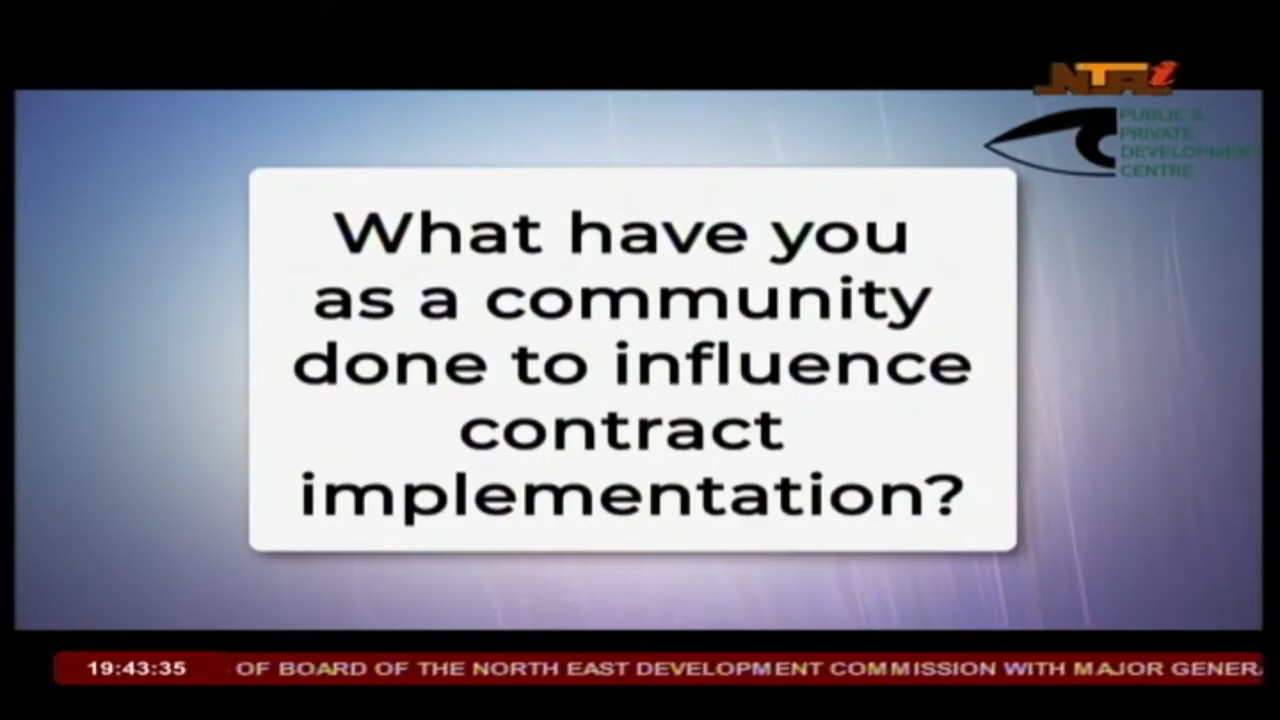 NTAi
PUBLIC &
PRIVATE
DEVELOPMENT
CENTRE
What have you
as a community
done to influence
contract
implementation?
19:43:35 OF BOARD OF THE NORTH EAST DEVELOPMENT COMMISSION WITH MAJOR GENERA